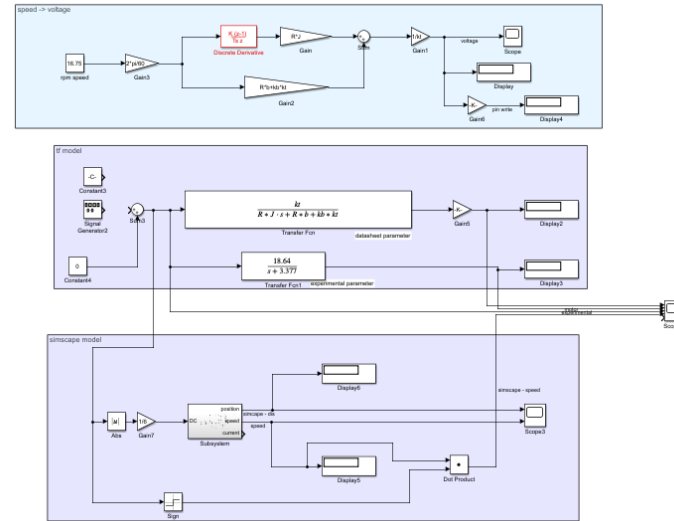 speed -> voltage
K (z-1)
Ts z
Discrete Derivative
R*J
Gain
Sum
1/kt
Gain1
voltage
Scope
16.75
rpm speed
2*pi/60
Gain3
R*b+kb*kt
Gain2
Display
-K-
Gain6
pin write
Display4
tf model
-C-
Constant3
Signal
Generator2
Sum3
0
Constant4
kt
R * J · s + R * b + kb * kt
Transfer Fcn
datasheet parameter
-K-
Gain5
Display2
18.64
s + 3.377
Transfer Fcn1
experimental parameter
Display3
experimental
simscape model
Display6
simscape - speed
|u|
Abs
1/6
Gain7
DC
position
speed
current
Subsystem
speed
Scope3
Display5
Dot Product
Sign